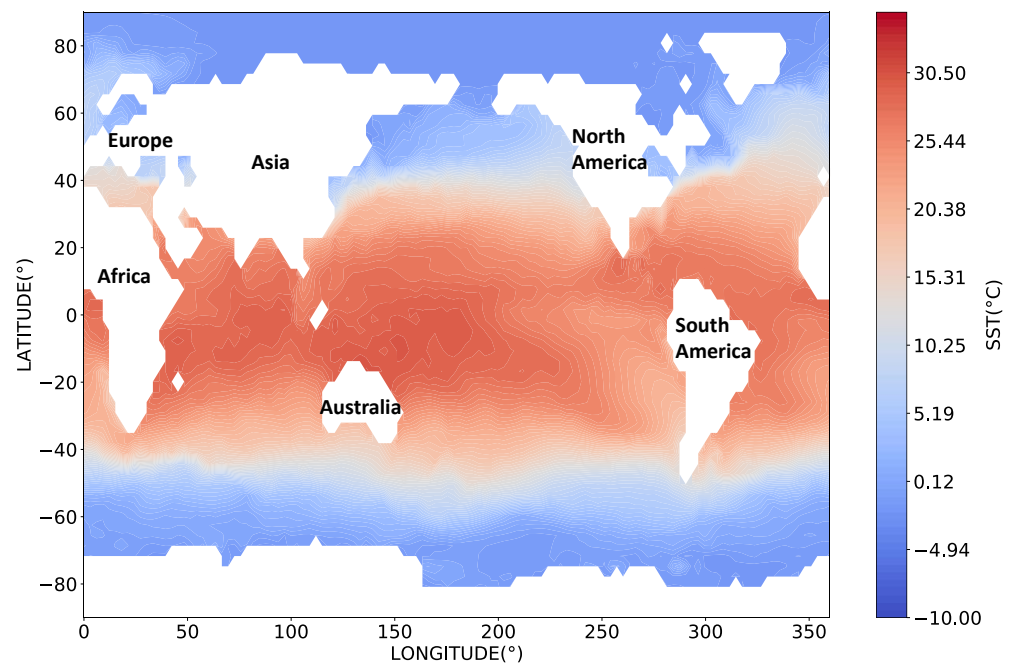 80
60
40
20
0
−20
−40
−60
−80
LATITUDE(°)
0
50
100
150
200
250
300
350
LONGITUDE(°)
Europe
Asia
North
America
Africa
South
America
Australia
30.50
25.44
20.38
15.31
10.25
5.19
0.12
−4.94
−10.00
SST(°C)